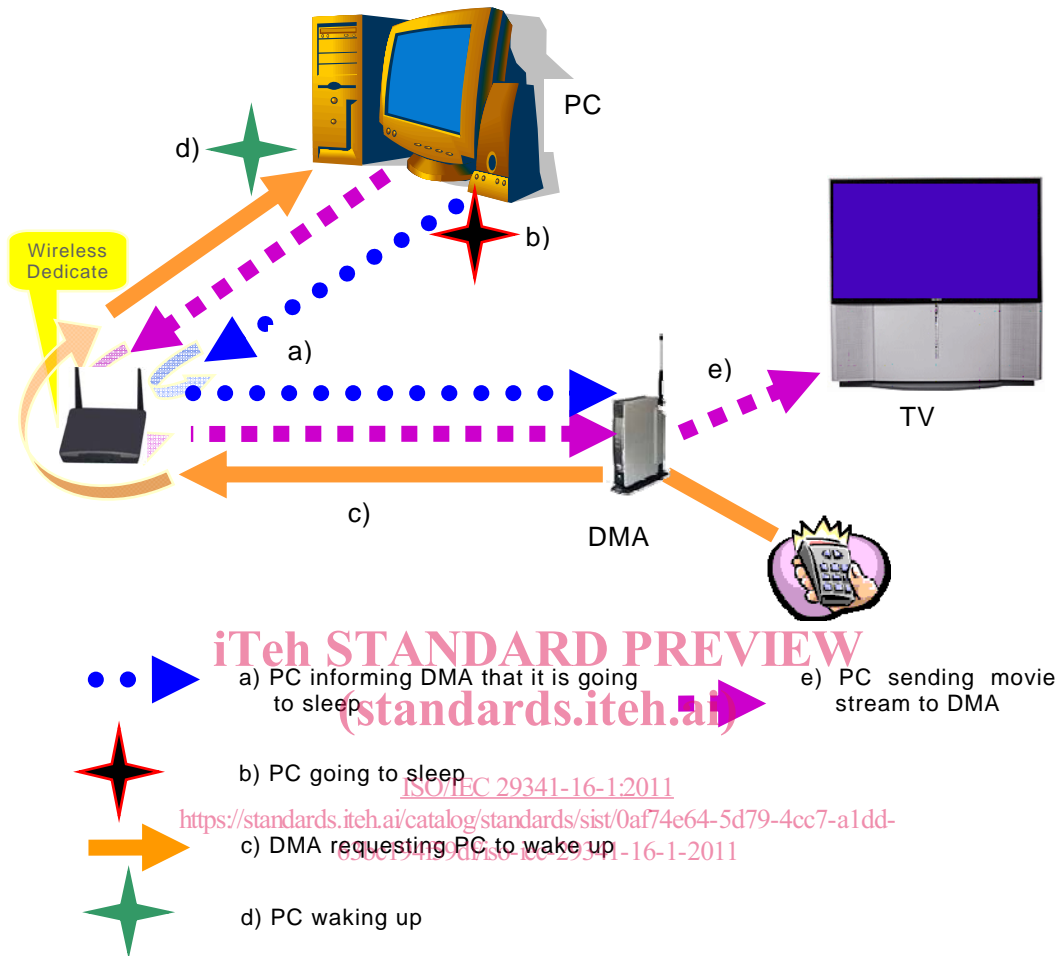 PC
d)
b)
Wireless
Dedicate
a)
e)
TV
c)
DMA
iTeh STANDARD PREVIEW
a) PC informing DMA that it is going
to sleep
e) PC sending movie
stream to DMA
(standards.iteh.ai)
b) PC going to sleep
ISO/IEC 29341-16-1:2011
https://standards.iteh.ai/catalog/standards/sist/0af74e64-5d79-4cc7-a1dd-
c) DMA requesting PC to wake up
d) PC waking up